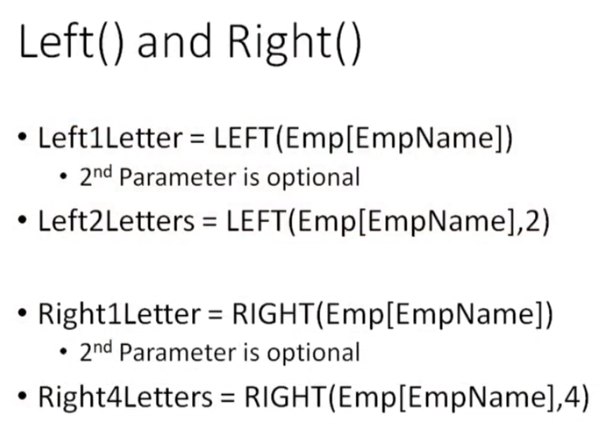 Left() and Right()
• Left1Letter = LEFT(Emp[EmpName])
• 2nd Parameter is optional
• Left2Letters = LEFT(Emp[EmpName],2)
• Right1Letter = RIGHT(Emp[EmpName])
• 2nd Parameter is optional
• Right4Letters = RIGHT(Emp[EmpName],4)